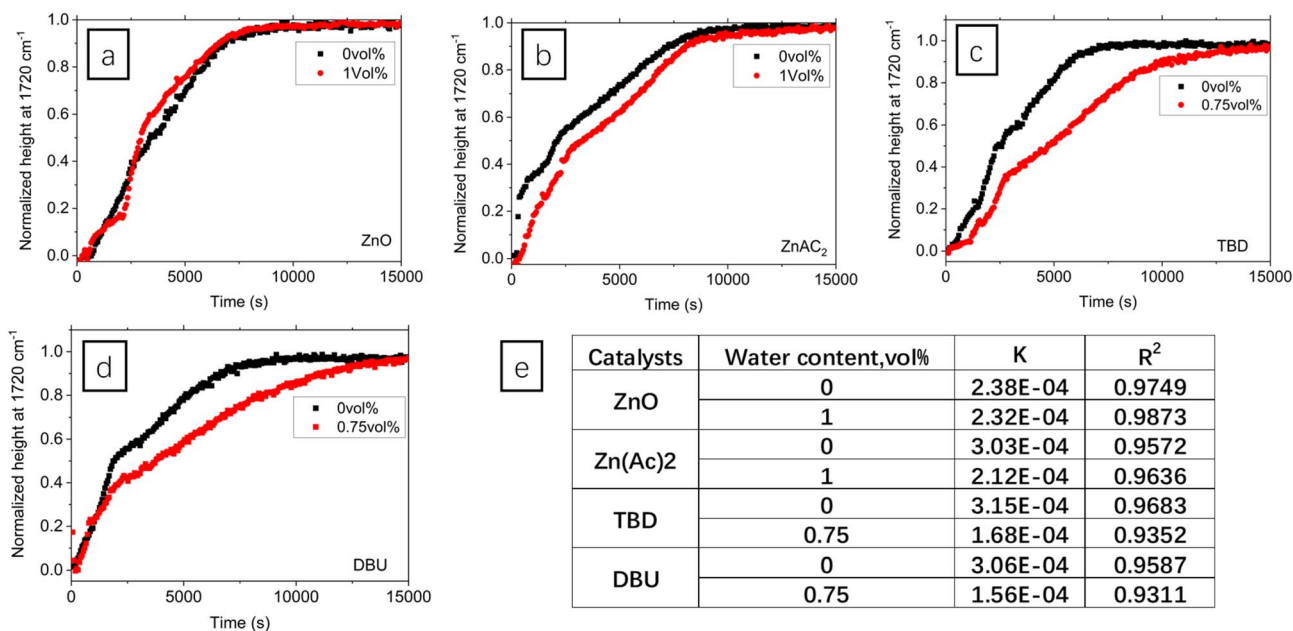 a
Normalized height at 1720 cm⁻¹
1.0
0.8
0.6
0.4
0.2
0.0
0vol%
1Vol%
ZnO
0 5000 10000 15000
Time (s)
b
Normalized height at 1720 cm⁻¹
1.0
0.8
0.6
0.4
0.2
0.0
0vol%
1Vol%
ZnAC₂
0 5000 10000 15000
Time (s)
c
Normalized height at 1720 cm⁻¹
1.0
0.8
0.6
0.4
0.2
0.0
0vol%
0.75vol%
TBD
0 5000 10000 15000
Time (s)
d
Normalized height at 1720 cm⁻¹
1.0
0.8
0.6
0.4
0.2
0.0
0vol%
0.75vol%
DBU
0 5000 10000 15000
Time (s)
e
Catalysts Water content,vol% K R²
ZnO 0 2.38E-04 0.9749
1 2.32E-04 0.9873
Zn(Ac)2 0 3.03E-04 0.9572
1 2.12E-04 0.9636
TBD 0 3.15E-04 0.9683
0.75 1.68E-04 0.9352
DBU 0 3.06E-04 0.9587
0.75 1.56E-04 0.9311